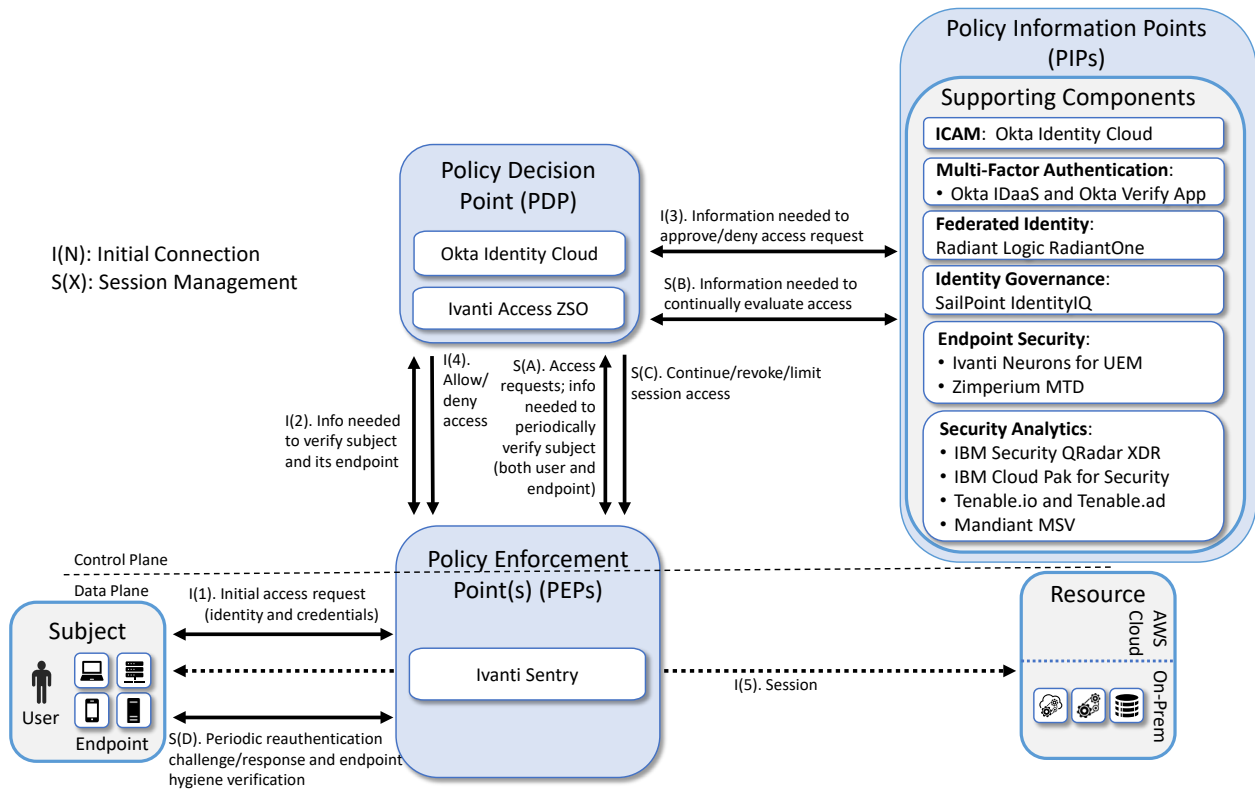 Policy Information Points
(PIPs)
Supporting Components
ICAM: Okta Identity Cloud
Multi-Factor Authentication:
• Okta IDaaS and Okta Verify App
Federated Identity:
Radiant Logic RadiantOne
Identity Governance:
SailPoint IdentityIQ
Endpoint Security:
• Ivanti Neurons for UEM
• Zimperium MTD
Security Analytics:
• IBM Security QRadar XDR
• IBM Cloud Pak for Security
• Tenable.io and Tenable.ad
• Mandiant MSV
Policy Decision
Point (PDP)
Okta Identity Cloud
Ivanti Access ZSO
I(N): Initial Connection
S(X): Session Management
I(3). Information needed to
approve/deny access request
S(B). Information needed to
continually evaluate access
I(2). Info needed
to verify subject
and its endpoint
I(4).
Allow/
deny
access
S(A). Access
requests; info
needed to
periodically
verify subject
(both user and
endpoint)
S(C). Continue/revoke/limit
session access
Control Plane
Data Plane
Policy Enforcement
Point(s) (PEPs)
Ivanti Sentry
I(1). Initial access request
(identity and credentials)
Subject
User
Endpoint
S(D). Periodic reauthentication
challenge/response and endpoint
hygiene verification
I(5). Session
Resource
AWS
Cloud
On-Prem